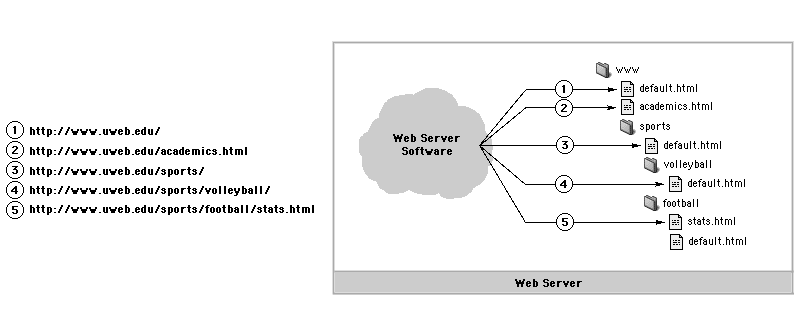 1 http://www.uweb.edu/
2 http://www.uweb.edu/academics.html
3 http://www.uweb.edu/sports/
4 http://www.uweb.edu/sports/volleyball/
5 http://www.uweb.edu/sports/football/stats.html
Web Server
Software
www
1 default.html
2 academics.html
sports
3 default.html
volleyball
4 default.html
football
5 stats.html
default.html
Web Server